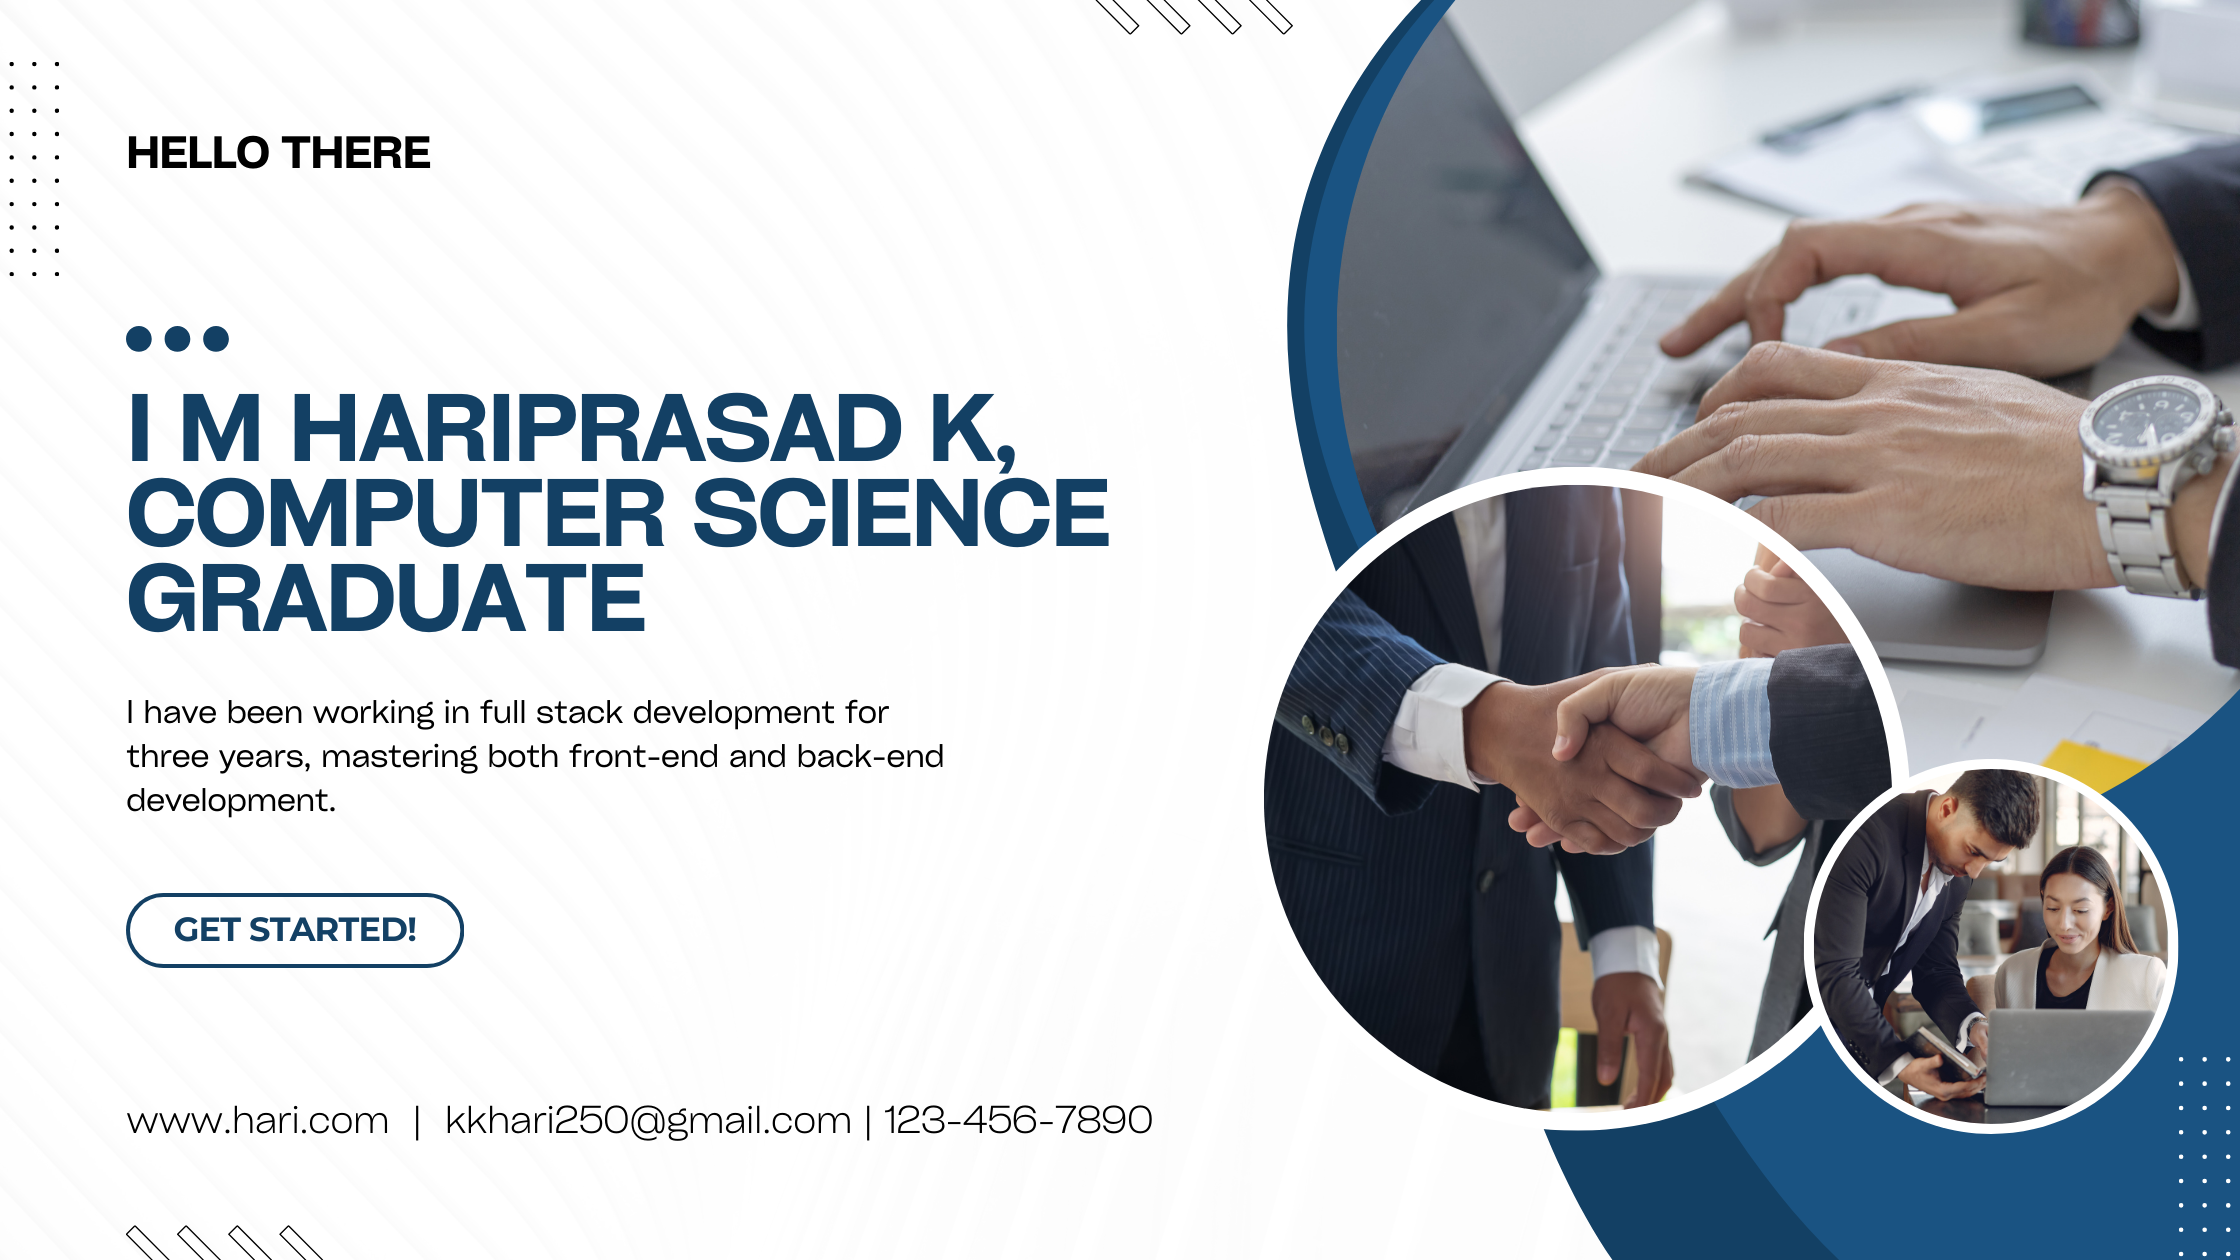 HELLO THERE
I M HARIPRASAD K,
COMPUTER SCIENCE
GRADUATE
I have been working in full stack development for
three years, mastering both front-end and back-end
development.
GET STARTED!
www.hari.com | kkhari250@gmail.com | 123-456-7890